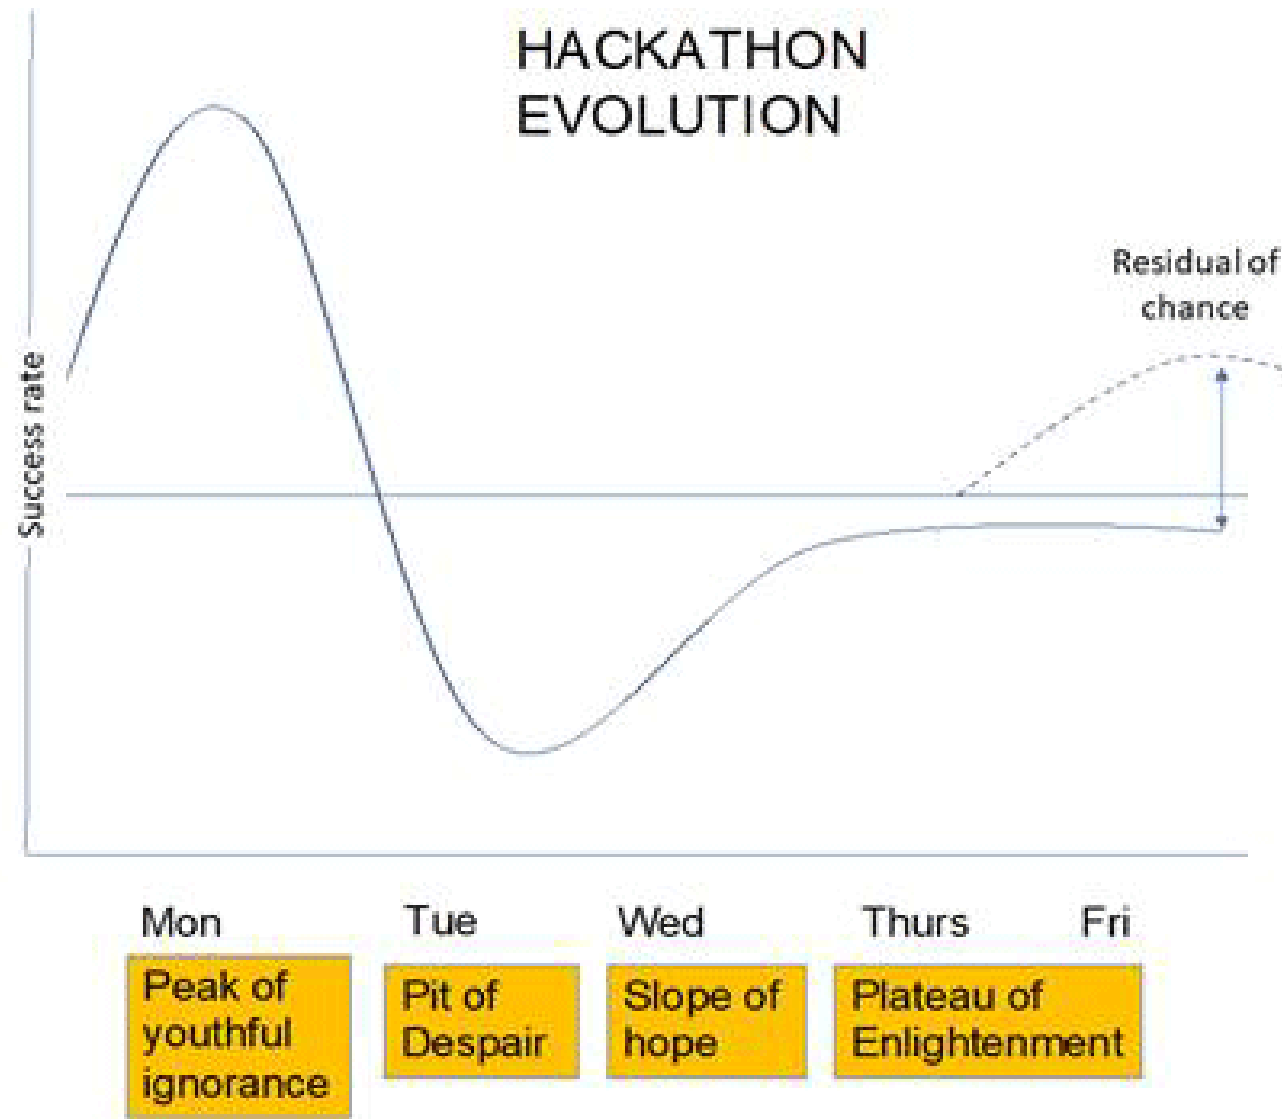 HACKATHON
EVOLUTION
Residual of
chance
Success rate
Mon
Tue
Wed
Thurs
Fri
Peak of
youthful
ignorance
Pit of
Despair
Slope of
hope
Plateau of
Enlightenment